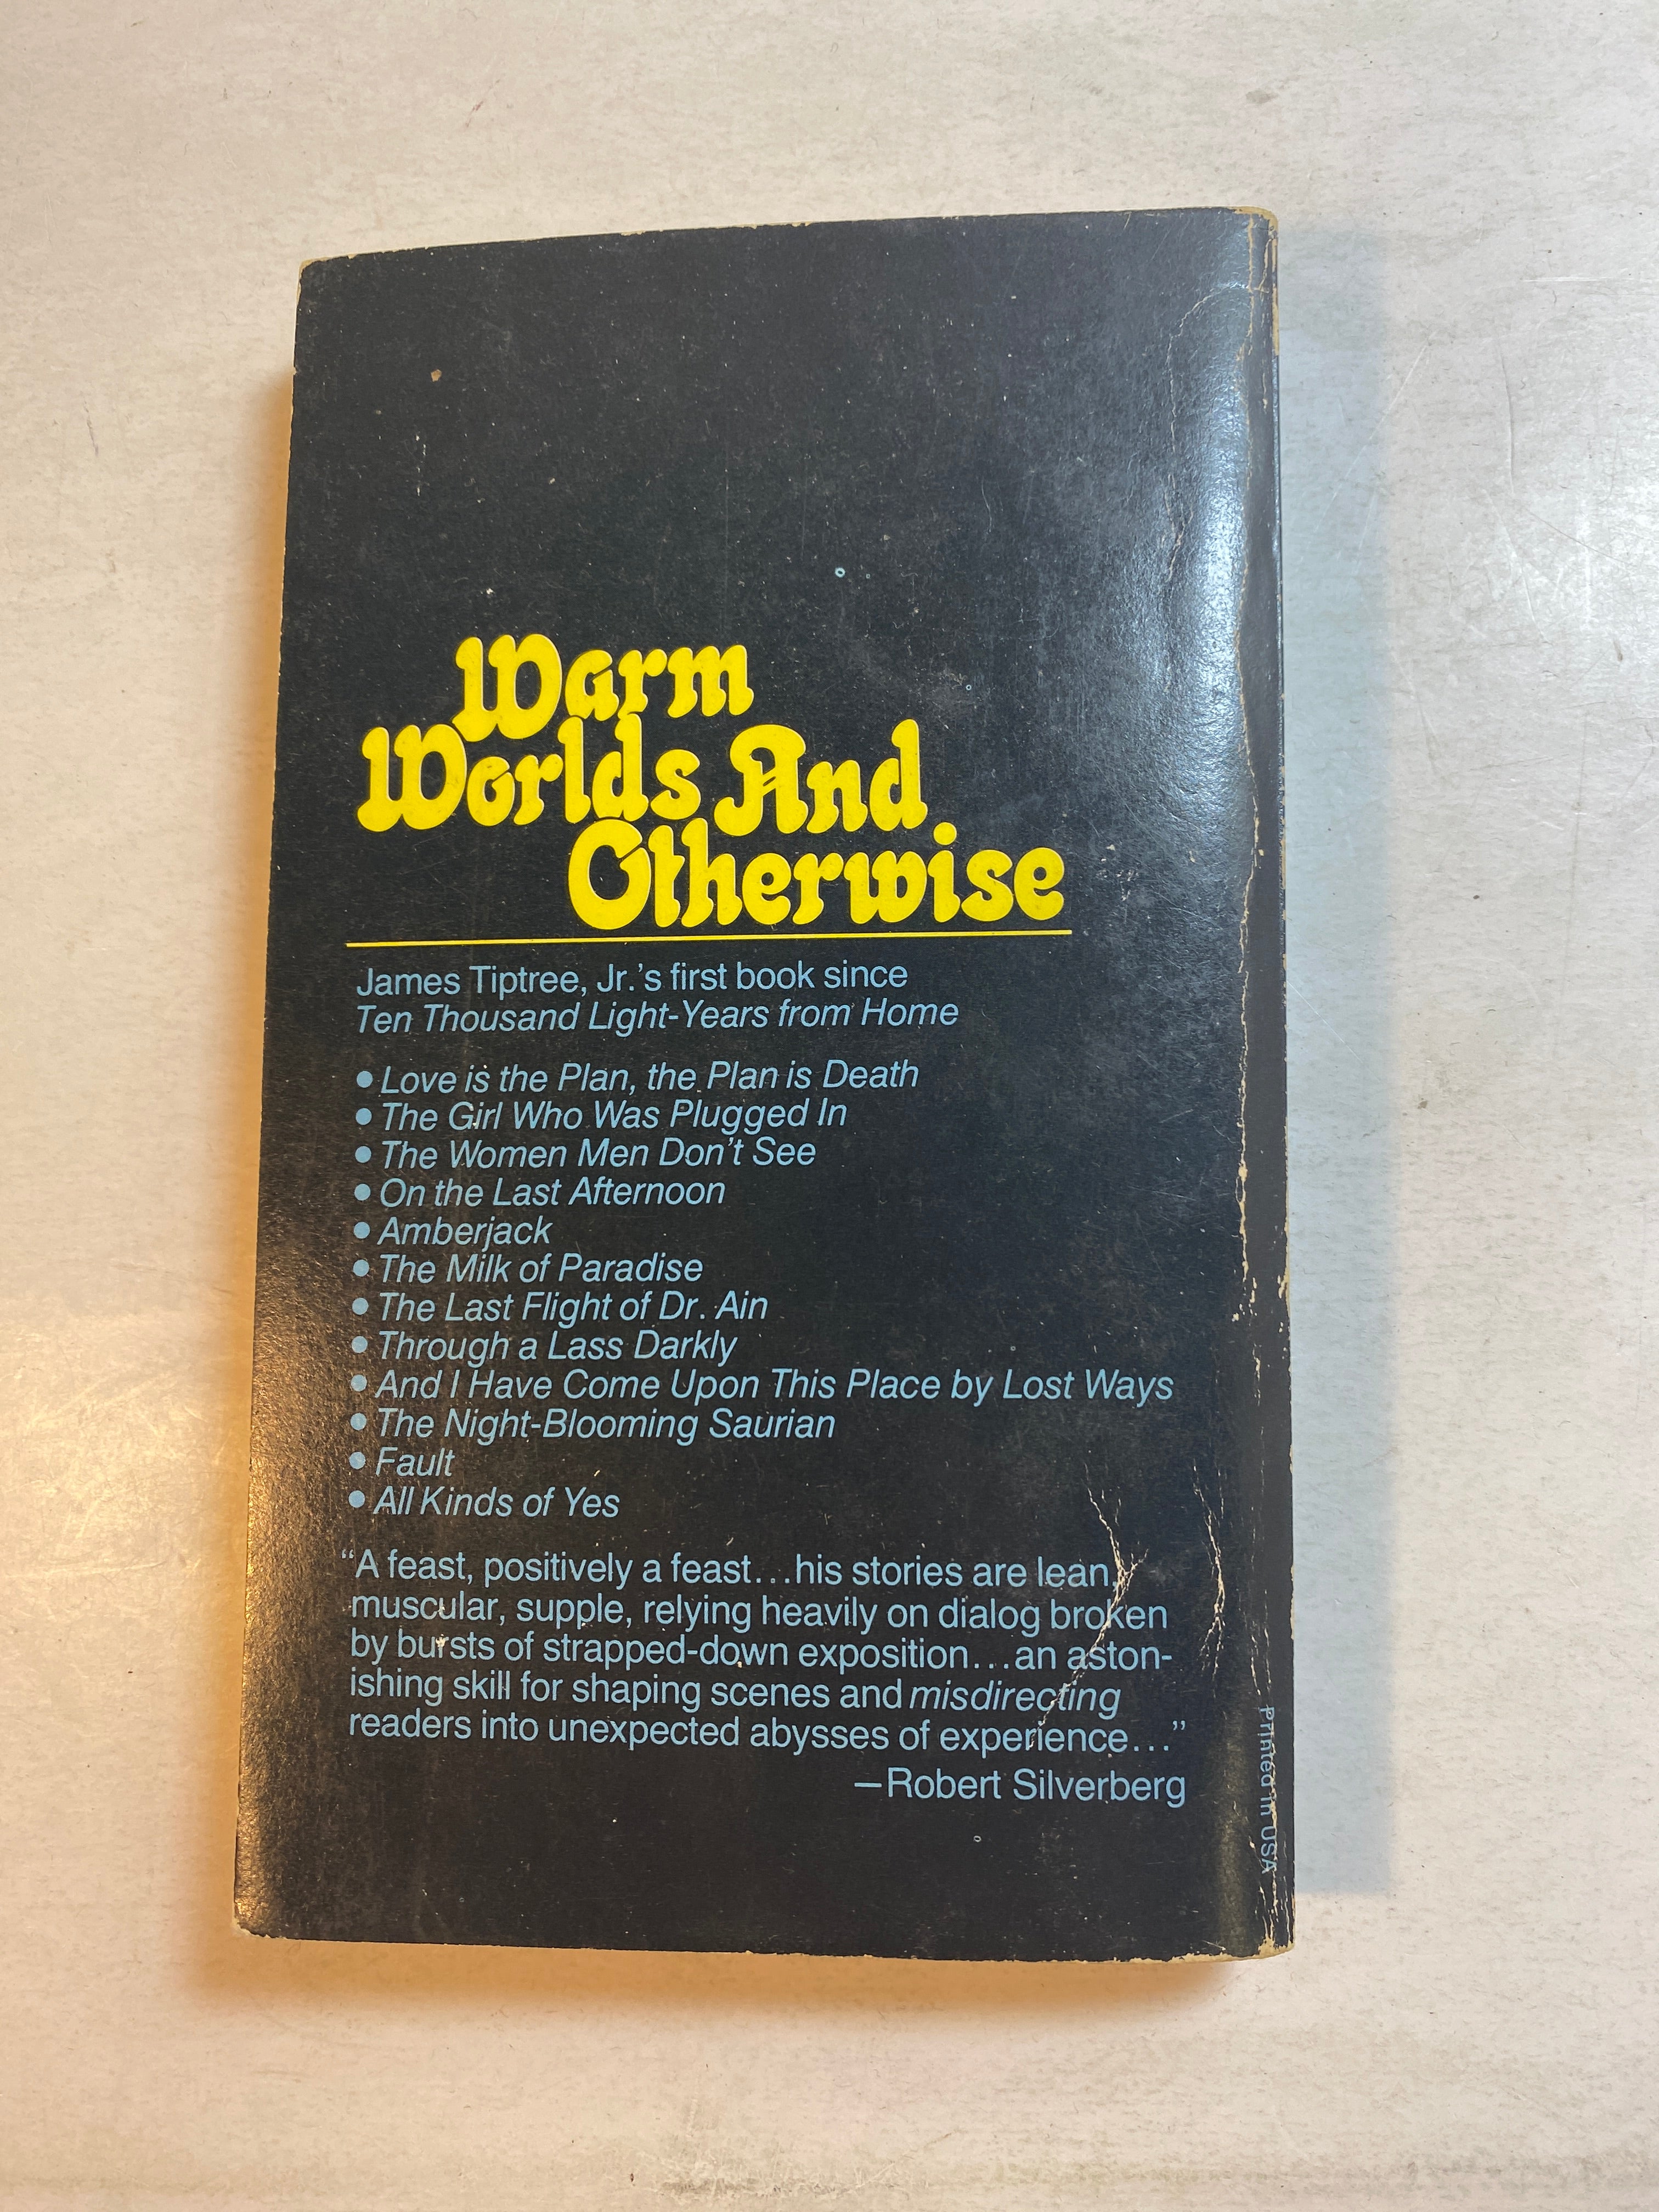 Warm
Worlds And
Otherwise
James Tiptree, Jr.'s first book since
Ten Thousand Light-Years from Home
● Love is the Plan, the Plan is Death
● The Girl Who Was Plugged In
● The Women Men Don't See
● On the Last Afternoon
● Amberjack
● The Milk of Paradise
● The Last Flight of Dr. Ain
● Through a Lass Darkly
● And I Have Come Upon This Place by Lost Ways
● The Night-Blooming Saurian
● Fault
● All Kinds of Yes
“A feast, positively a feast...his stories are lean,
muscular, supple, relying heavily on dialog broken
by bursts of strapped-down exposition...an aston-
ishing skill for shaping scenes and misdirecting
readers into unexpected abysses of experience...”
—Robert Silverberg
Printed in USA